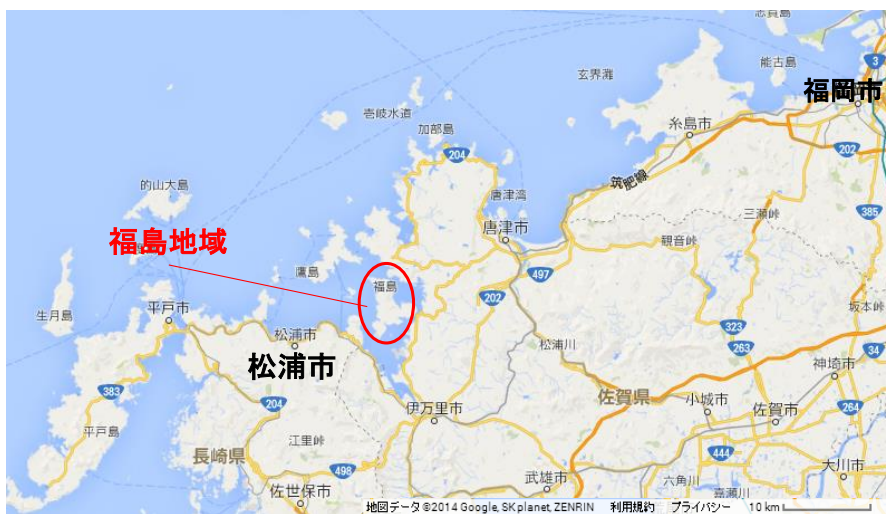 志賀島
能古島
3
玄界灘
福岡市
壱岐水道
糸島市
加部島
204
202
的山大島
筑肥線
唐津湾
三瀬峠
385
唐津市
福島地域
観音峠
鷹島
497
福島
202
坂本峠
生月島
平戸市
323
松浦市
松浦川
263
34
松浦市
神埼市
383
佐賀県
小城市
204
伊万里市
佐賀市
264
平戸島
江里峠
444
長崎県
498
大川市
武雄市
六角川
佐世保市
嘉瀬川
地図データ ©2014 Google, SK planet, ZENRIN 利用規約 プライバシー 10 km